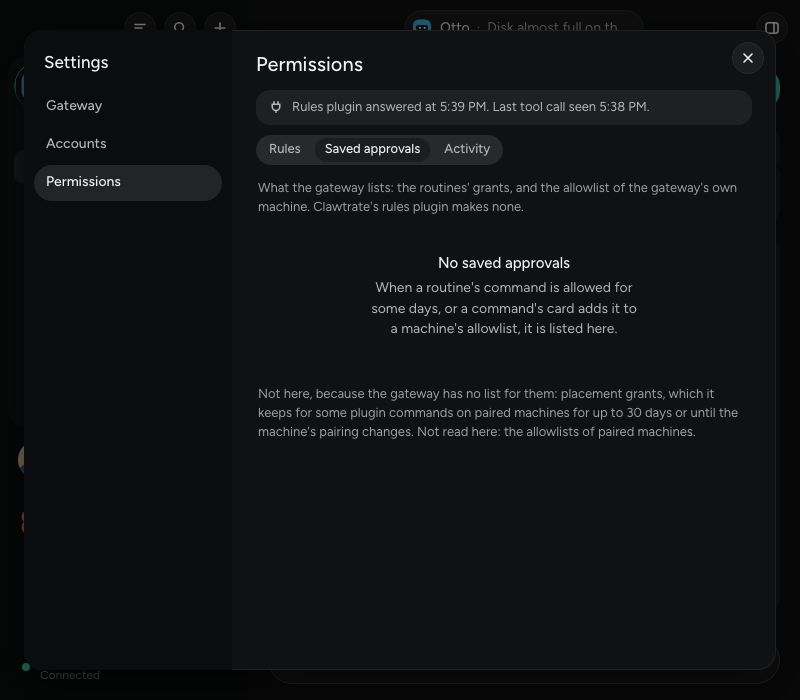 Otto · Disk almost full on th
Settings
Gateway
Accounts
Permissions
Permissions
Rules plugin answered at 5:39 PM. Last tool call seen 5:38 PM.
Rules Saved approvals Activity
What the gateway lists: the routines' grants, and the allowlist of the gateway's own
machine. Clawtrate's rules plugin makes none.
No saved approvals
When a routine's command is allowed for
some days, or a command's card adds it to
a machine's allowlist, it is listed here.
Not here, because the gateway has no list for them: placement grants, which it
keeps for some plugin commands on paired machines for up to 30 days or until the
machine's pairing changes. Not read here: the allowlists of paired machines.
Connected